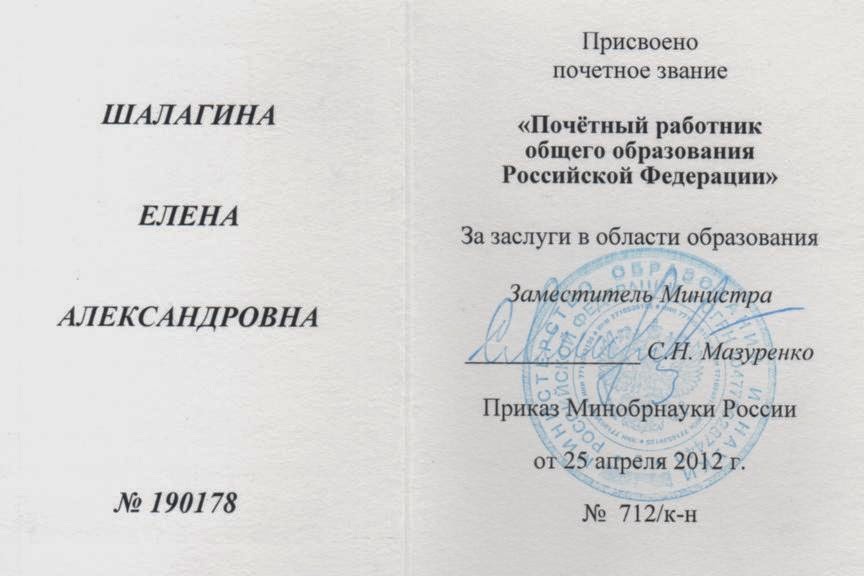 ШАЛАГИНА
ЕЛЕНА
АЛЕКСАНДРОВНА
№ 190178
Присвоено
почетное звание
«Почётный работник
общего образования
Российской Федерации»
За заслуги в области образования
Заместитель Министра
С.Н. Мазуренко
Приказ Минобрнауки России
от 25 апреля 2012 г.
№ 712/к-н